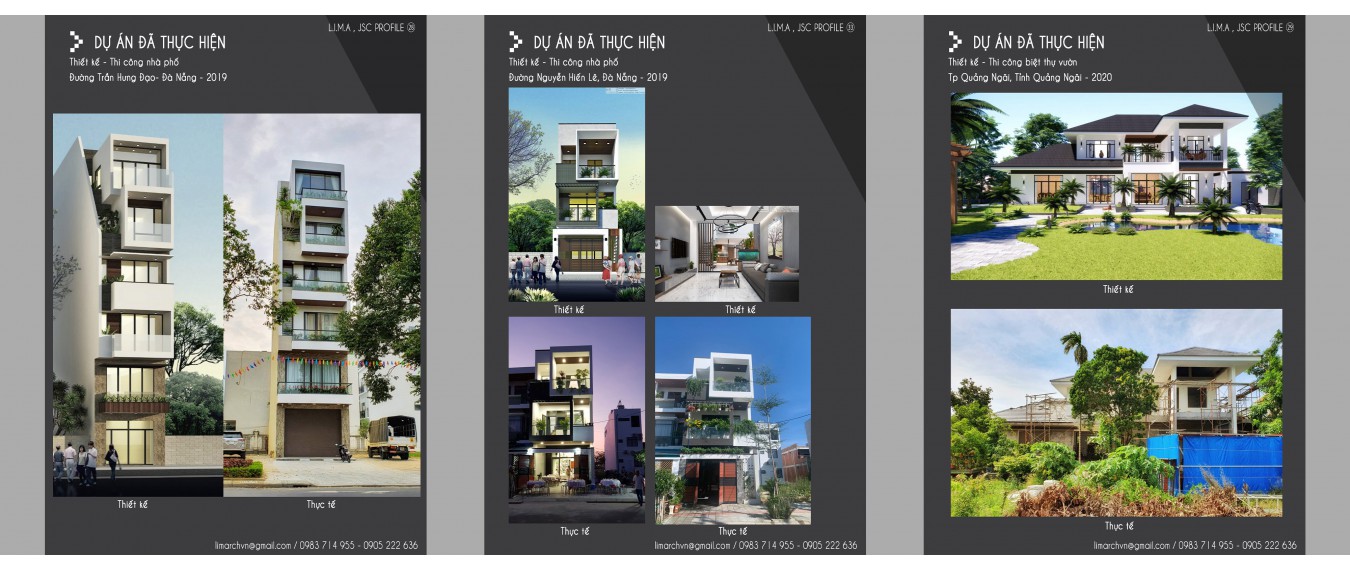 L.I.M.A , JSC PROFILE 28
DỰ ÁN ĐÃ THỰC HIỆN
Thiết kế - Thi công nhà phố
Đường Trần Hưng Đạo- Đà Nẵng - 2019
Thiết kế
Thực tế
limarchvn@gmail.com / 0983 714 955 - 0905 222 636
L.I.M.A , JSC PROFILE 33
DỰ ÁN ĐÃ THỰC HIỆN
Thiết kế - Thi công nhà phố
Đường Nguyễn Hiến Lê, Đà Nẵng - 2019
Thiết kế
Thiết kế
Thực tế
Thực tế
limarchvn@gmail.com / 0983 714 955 - 0905 222 636
L.I.M.A , JSC PROFILE 29
DỰ ÁN ĐÃ THỰC HIỆN
Thiết kế - Thi công biệt thự vườn
Tp Quảng Ngãi, Tỉnh Quảng Ngãi - 2020
Thiết kế
Thực tế
limarchvn@gmail.com / 0983 714 955 - 0905 222 636